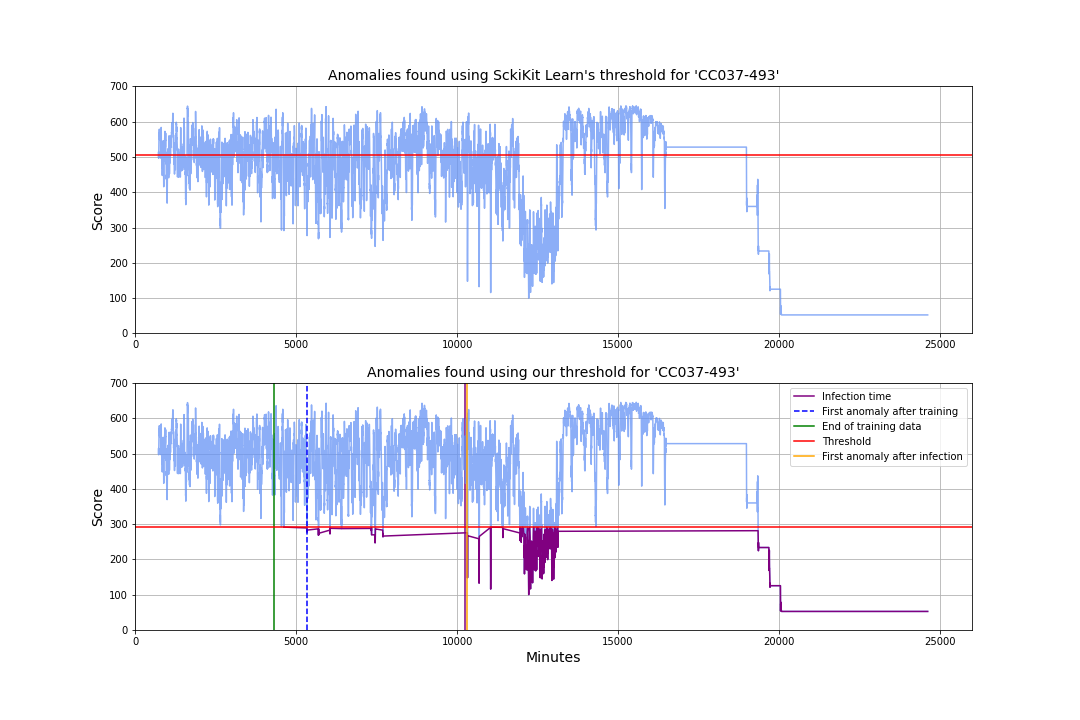 Anomalies found using SckiKit Learn's threshold for 'CC037-493'
700
600
500
400
300
200
100
0
Score
0 5000 10000 15000 20000 25000
Anomalies found using our threshold for 'CC037-493'
700
600
500
400
300
200
100
0
Score
Infection time
First anomaly after training
End of training data
Threshold
First anomaly after infection
0 5000 10000 15000 20000 25000
Minutes